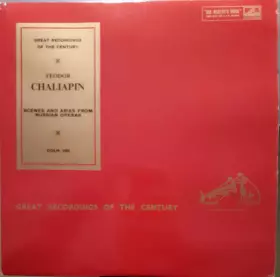 GREAT RECORDINGS
OF THE CENTURY
FEODOR
CHALIAPIN
SCENES AND ARIAS FROM
RUSSIAN OPERAS
"HIS MASTER'S VOICE"
GREAT RECORDINGS OF THE CENTURY